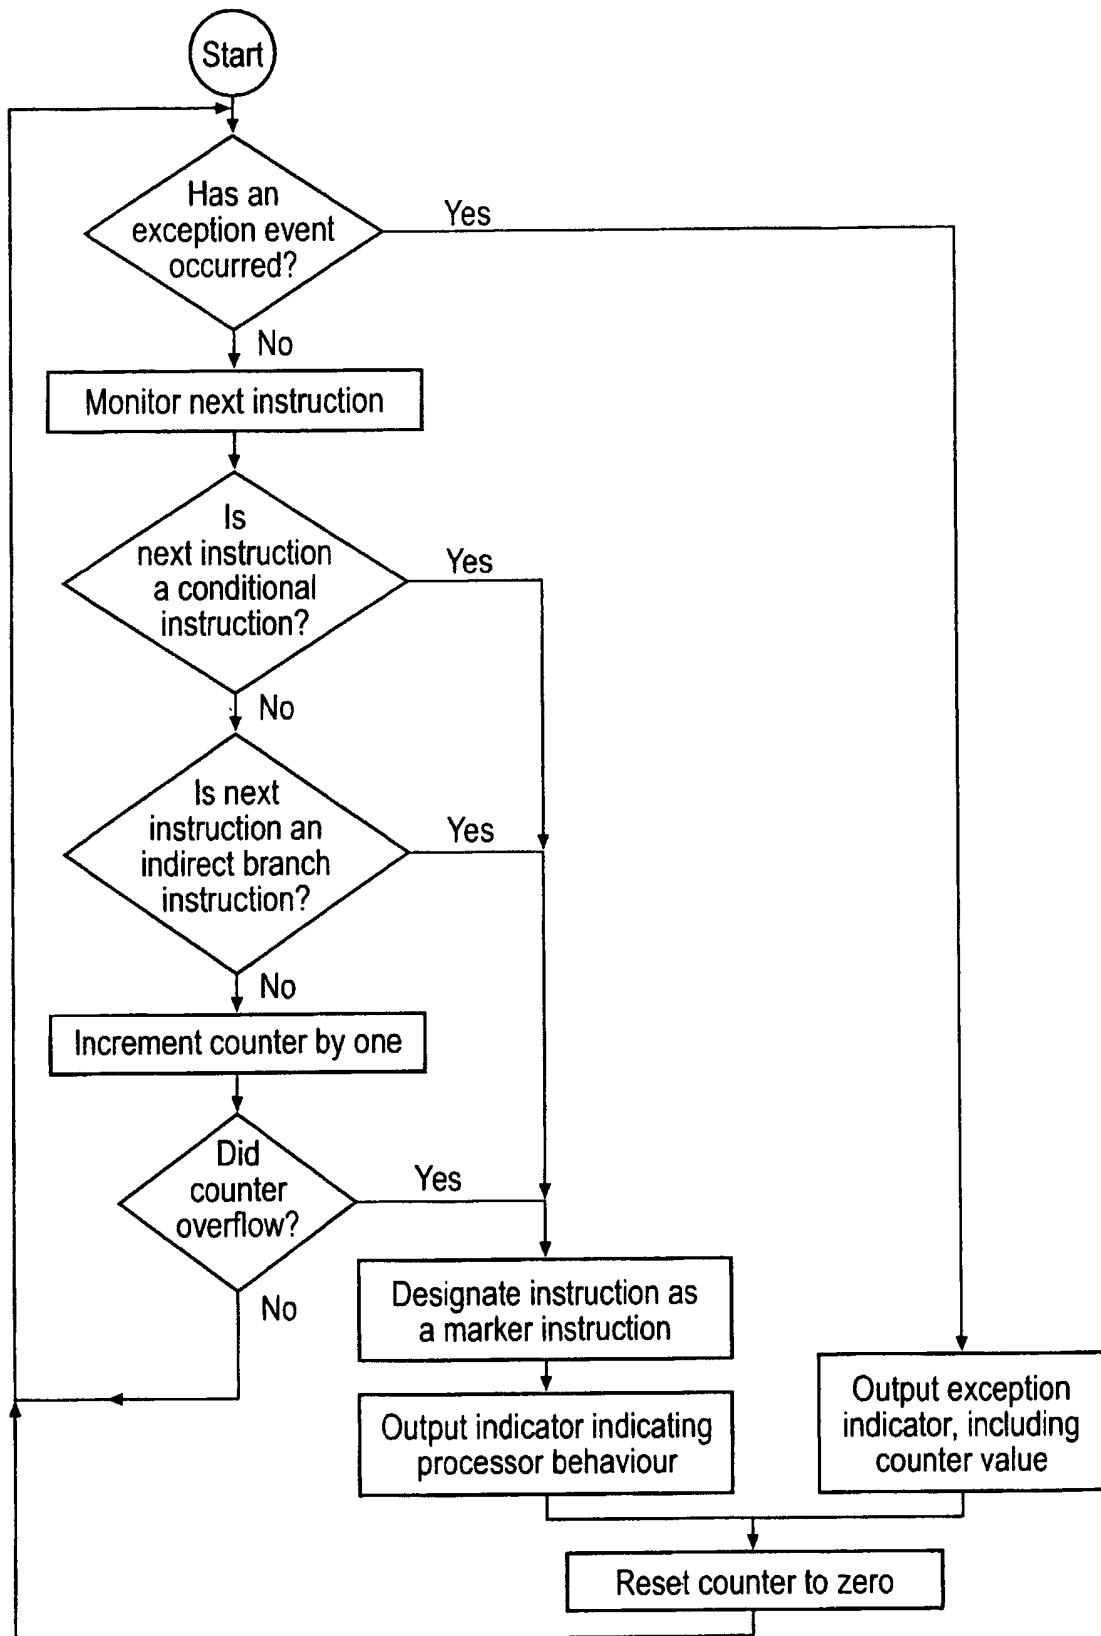 Start
Has an
exception event
occurred?
Yes
No
Monitor next instruction
Is
next instruction
a conditional
instruction?
Yes
No
Is next
instruction an
indirect branch
instruction?
Yes
No
Increment counter by one
Did
counter
overflow?
Yes
No
Designate instruction as
a marker instruction
Output indicator indicating
processor behaviour
Output exception
indicator, including
counter value
Reset counter to zero